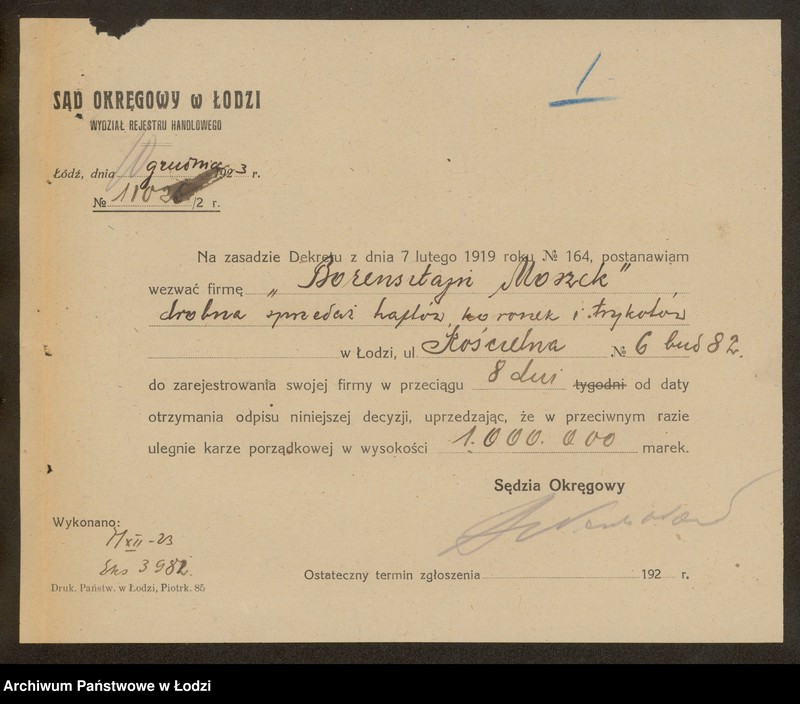 1
SĄD OKRĘGOWY w ŁODZI
WYDZIAŁ REJESTRU HANDLOWEGO
Łódź, dnia grudnia 1923 r.
№ /2 r.
Na zasadzie Dekretu z dnia 7 lutego 1919 roku № 164, postanawiam
wezwać firmę „Borensztajn Moszek"
drobna sprzedaż haftów koronek i trykotów
w Łodzi, ul Kościelna № 6 bud 82.
do zarejestrowania swojej firmy w przeciągu 8 dni tygodni od daty
otrzymania odpisu niniejszej decyzji, uprzedzając, że w przeciwnym razie
ulegnie karze porządkowej w wysokości 1.000.000 marek.
Sędzia Okręgowy
Wykonano:
XII-23
3982.
Ostateczny termin zgłoszenia 192 r.
Druk. Państw. w Łodzi, Piotrk. 85
Archiwum Państwowe w Łodzi